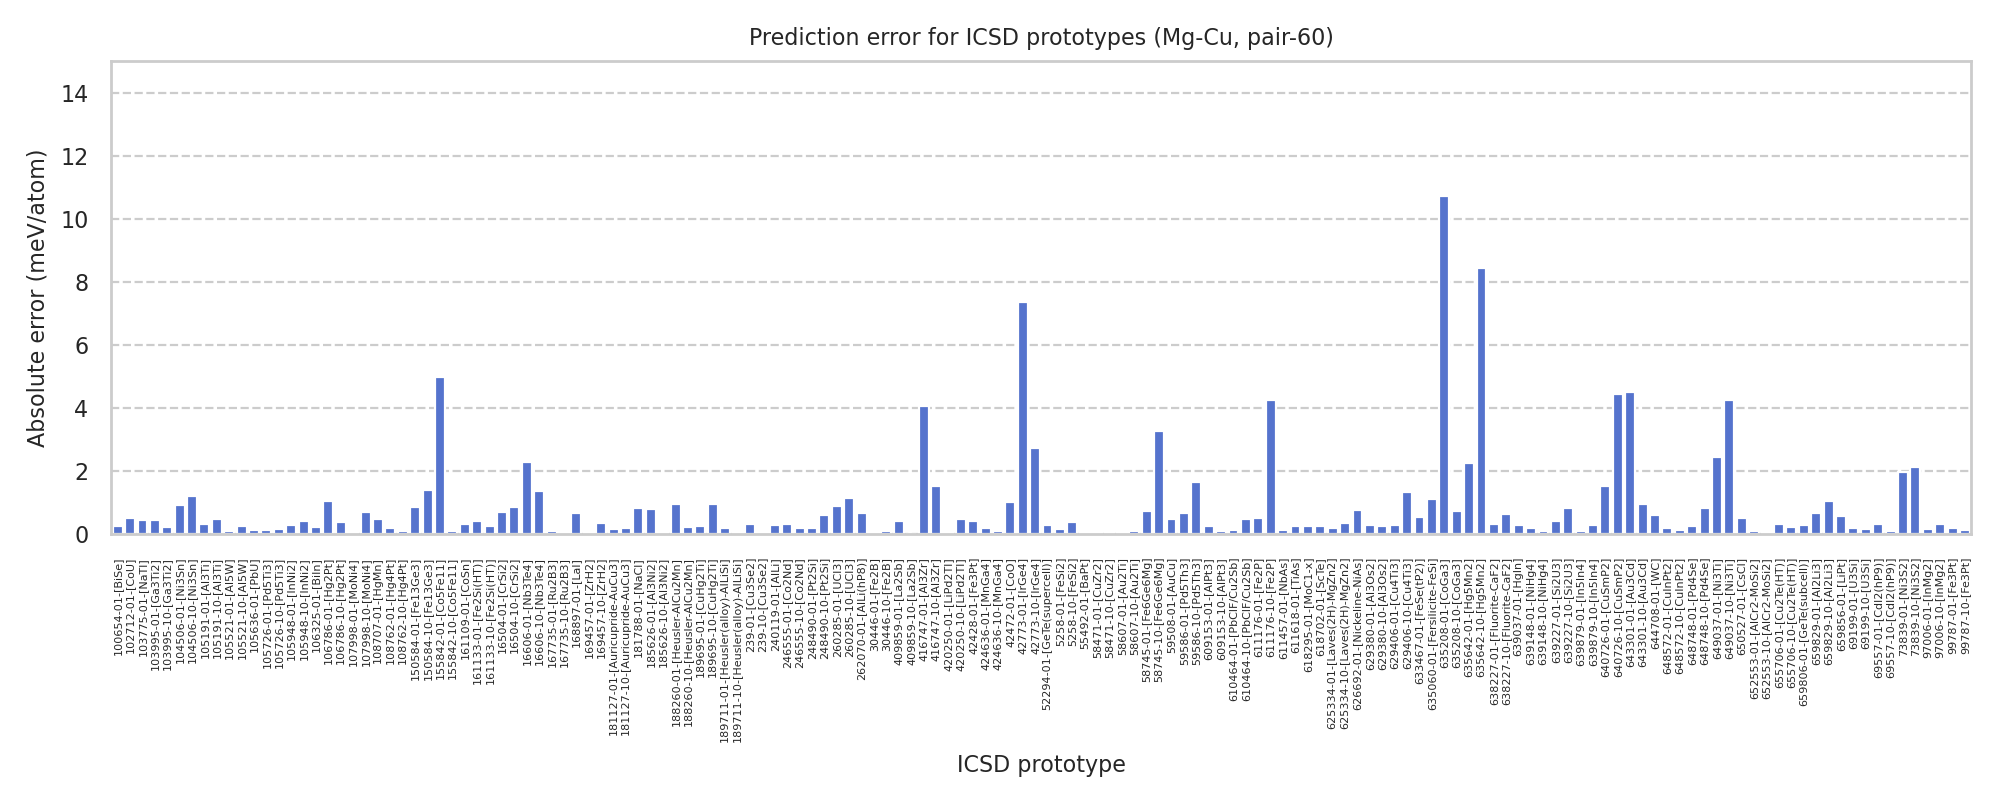 Prediction error for ICSD prototypes (Mg-Cu, pair-60)
Absolute error (meV/atom)
14
12
10
8
6
4
2
0
100654-01-[BiSe]
102712-01-[CoU]
103775-01-[NaTl]
103995-01-[Ga3Ti2]
103995-10-[Ga3Ti2]
104506-01-[Ni3Sn]
104506-10-[Ni3Sn]
105191-01-[Al3Ti]
105191-10-[Al3Ti]
105521-01-[Al5W]
105521-10-[Al5W]
105636-01-[PbU]
105726-01-[Pd5Ti3]
105726-10-[Pd5Ti3]
105948-01-[InNi2]
105948-10-[InNi2]
106325-01-[BiIn]
106786-01-[Hg2Pt]
106786-10-[Hg2Pt]
107998-01-[MoNi4]
107998-10-[MoNi4]
108707-01-[HgMn]
108762-01-[Hg4Pt]
108762-10-[Hg4Pt]
150584-01-[Fe13Ge3]
150584-10-[Fe13Ge3]
155842-01-[Co5Fe11]
155842-10-[Co5Fe11]
161109-01-[CoSn]
161133-01-[Fe2Si(HT)]
161133-10-[Fe2Si(HT)]
16504-01-[CrSi2]
16504-10-[CrSi2]
16606-01-[Nb3Te4]
16606-10-[Nb3Te4]
167735-01-[Ru2B3]
167735-10-[Ru2B3]
168897-01-[LaI]
169457-01-[ZrH2]
169457-10-[ZrH2]
181127-01-[Auricupride-AuCu3]
181127-10-[Auricupride-AuCu3]
181788-01-[NaCl]
185626-01-[Al3Ni2]
185626-10-[Al3Ni2]
188260-01-[Heusler-AlCu2Mn]
188260-10-[Heusler-AlCu2Mn]
189695-01-[CuHg2Ti]
189695-10-[CuHg2Ti]
189711-01-[Heusler(alloy)-AlLiSi]
189711-10-[Heusler(alloy)-AlLiSi]
239-01-[Cu3Se2]
239-10-[Cu3Se2]
240119-01-[AlLi]
246555-01-[Co2Nd]
246555-10-[Co2Nd]
248490-01-[Pt2Si]
248490-10-[Pt2Si]
260285-01-[UCl3]
260285-10-[UCl3]
262070-01-[AlLi(hP8)]
30446-01-[Fe2B]
30446-10-[Fe2B]
409859-01-[La2Sb]
409859-10-[La2Sb]
416747-01-[Al3Zr]
416747-10-[Al3Zr]
420250-01-[LiPd2Tl]
420250-10-[LiPd2Tl]
42428-01-[Fe3Pt]
424636-01-[MnGa4]
424636-10-[MnGa4]
42472-01-[CoO]
42773-01-[IrGe4]
42773-10-[IrGe4]
52294-01-[GeTe(supercell)]
5258-01-[FeSi2]
5258-10-[FeSi2]
55492-01-[BaPt]
58471-01-[CuZr2]
58471-10-[CuZr2]
58607-01-[Au2Ti]
58607-10-[Au2Ti]
58745-01-[Fe6Ge6Mg]
58745-10-[Fe6Ge6Mg]
59508-01-[AuCu]
59586-01-[Pd5Th3]
59586-10-[Pd5Th3]
609153-01-[AlPt3]
609153-10-[AlPt3]
610464-01-[PbClF/Cu2Sb]
610464-10-[PbClF/Cu2Sb]
611176-01-[Fe2P]
611176-10-[Fe2P]
611457-01-[NbAs]
611618-01-[TiAs]
618295-01-[MoC1-x]
618702-01-[ScTe]
625334-01-[Laves(2H)-MgZn2]
625334-10-[Laves(2H)-MgZn2]
626692-01-[Nickeline-NiAs]
629380-01-[Al3Os2]
629380-10-[Al3Os2]
629406-01-[Cu4Ti3]
629406-10-[Cu4Ti3]
633467-01-[FeSe(tP2)]
635060-01-[Fersilicite-FeSi]
635208-01-[CoGa3]
635208-10-[CoGa3]
635642-01-[Hg5Mn2]
635642-10-[Hg5Mn2]
638227-01-[Fluorite-CaF2]
638227-10-[Fluorite-CaF2]
639037-01-[HgIn]
639148-01-[NiHg4]
639148-10-[NiHg4]
639227-01-[Si2U3]
639227-10-[Si2U3]
639879-01-[In5In4]
639879-10-[In5In4]
640726-01-[CuSmP2]
640726-10-[CuSmP2]
643301-01-[Au3Cd]
643301-10-[Au3Cd]
644708-01-[WC]
648572-01-[CuInPt2]
648572-10-[CuInPt2]
648748-01-[Pd4Se]
648748-10-[Pd4Se]
649037-01-[Ni3Ti]
649037-10-[Ni3Ti]
650527-01-[CsCl]
652553-01-[AlCr2-MoSi2]
652553-10-[AlCr2-MoSi2]
655706-01-[Cu2Te(HT)]
655706-10-[Cu2Te(HT)]
659806-01-[GeTe(subcell)]
659829-01-[Al2Li3]
659829-10-[Al2Li3]
659856-01-[LiPt]
69199-01-[U3Si]
69199-10-[U3Si]
69557-01-[CdI2(hP9)]
69557-10-[CdI2(hP9)]
73839-01-[Ni3S2]
73839-10-[Ni3S2]
97006-01-[InMg2]
97006-10-[InMg2]
99787-01-[Fe3Pt]
99787-10-[Fe3Pt]
ICSD prototype